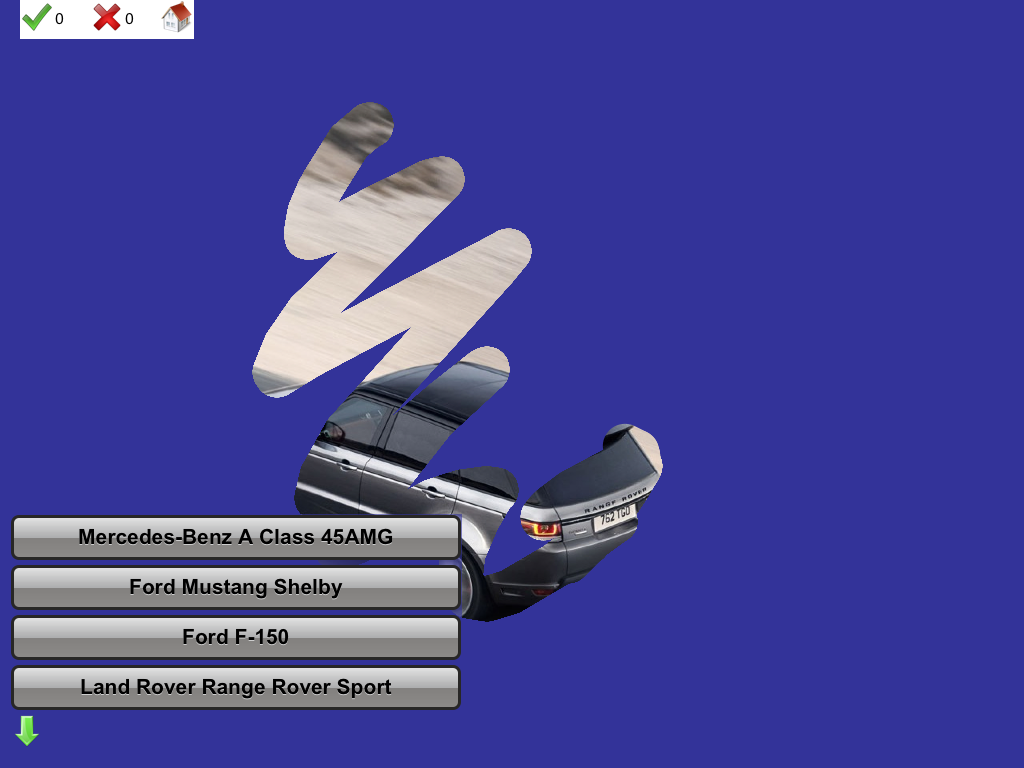 0 0
RANGE ROVER
762 TGO
Mercedes-Benz A Class 45AMG
Ford Mustang Shelby
Ford F-150
Land Rover Range Rover Sport